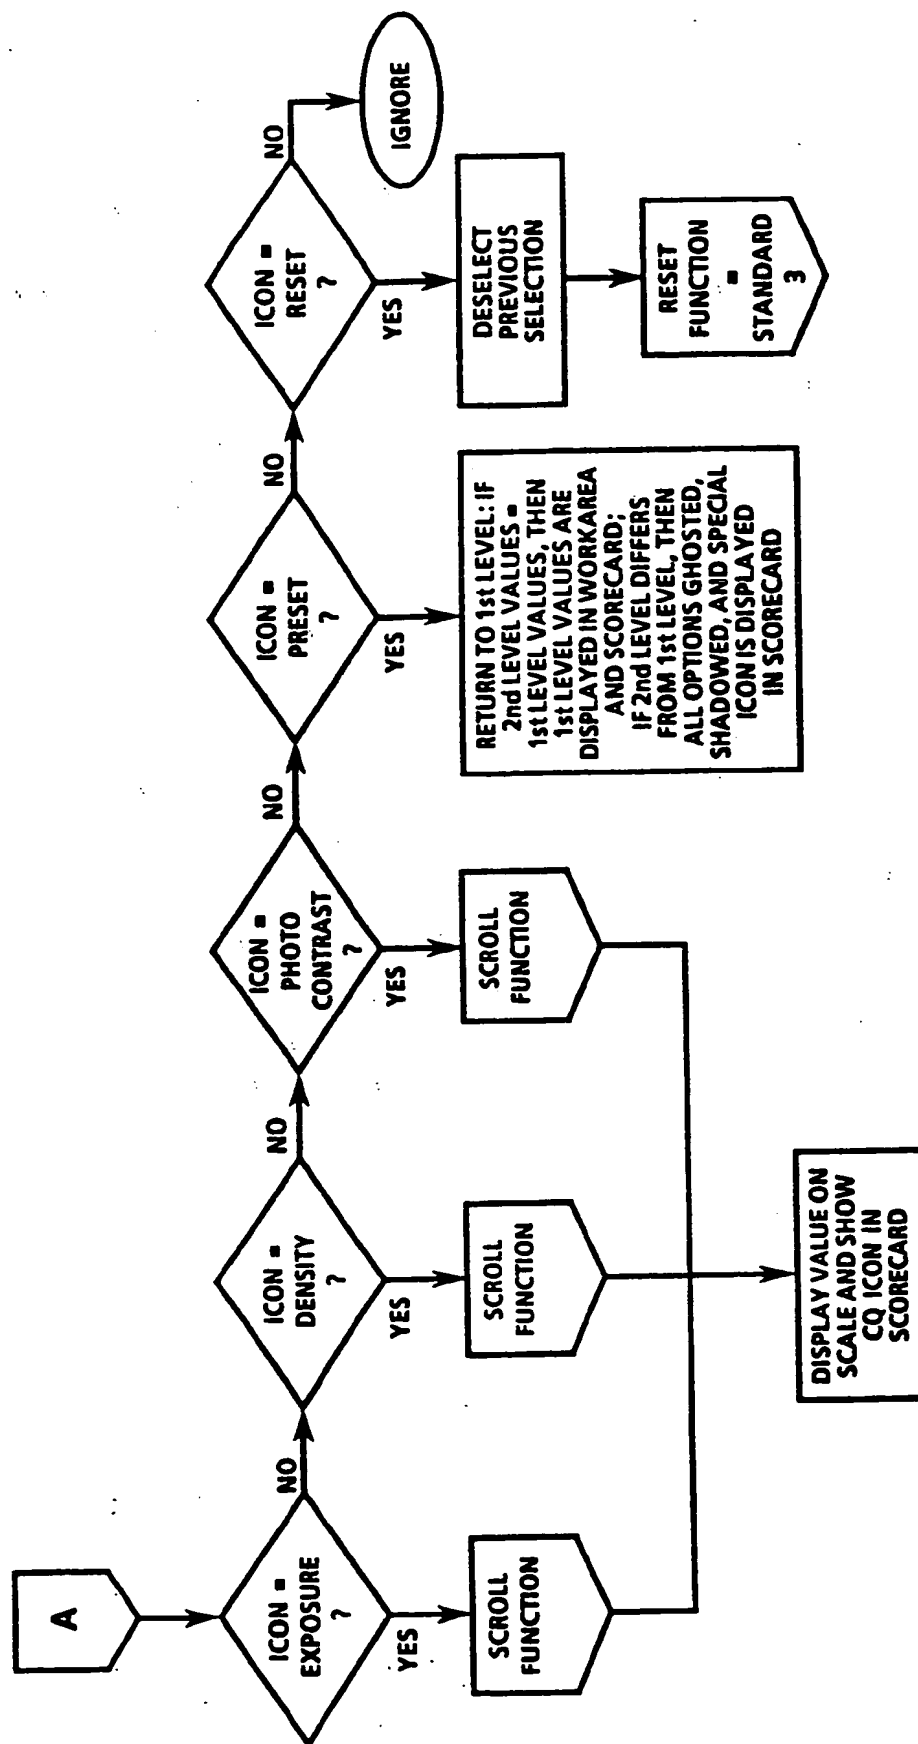 A
ICON =
EXPOSURE
?
NO
YES
SCROLL
FUNCTION
ICON =
DENSITY
?
NO
YES
SCROLL
FUNCTION
ICON =
PHOTO
CONTRAST
?
NO
YES
SCROLL
FUNCTION
DISPLAY VALUE ON
SCALE AND SHOW
CQ ICON IN
SCORECARD
ICON =
PRESET
?
NO
YES
RETURN TO 1st LEVEL: IF
2nd LEVEL VALUES =
1st LEVEL VALUES, THEN
1st LEVEL VALUES ARE
DISPLAYED IN WORKAREA
AND SCORECARD;
IF 2nd LEVEL DIFFERS
FROM 1st LEVEL, THEN
ALL OPTIONS GHOSTED,
SHADOWED, AND SPECIAL
ICON IS DISPLAYED
IN SCORECARD
ICON =
RESET
?
NO
IGNORE
YES
DESELECT
PREVIOUS
SELECTION
RESET
FUNCTION
=
STANDARD
3